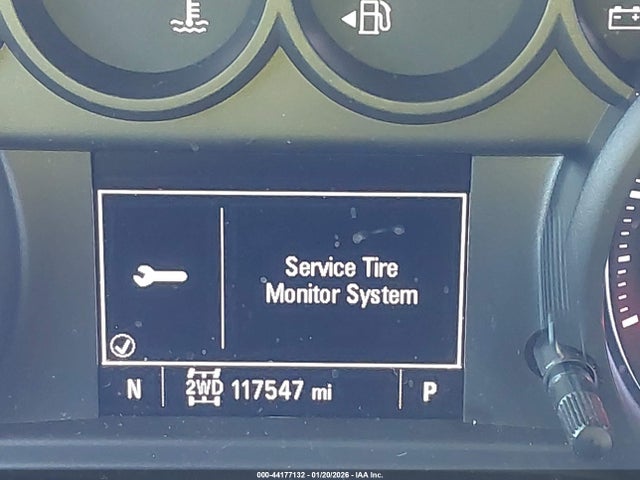 Service Tire
Monitor System
N 2WD 117547 mi P
000-44177132 - 01/20/2026 - IAA Inc.